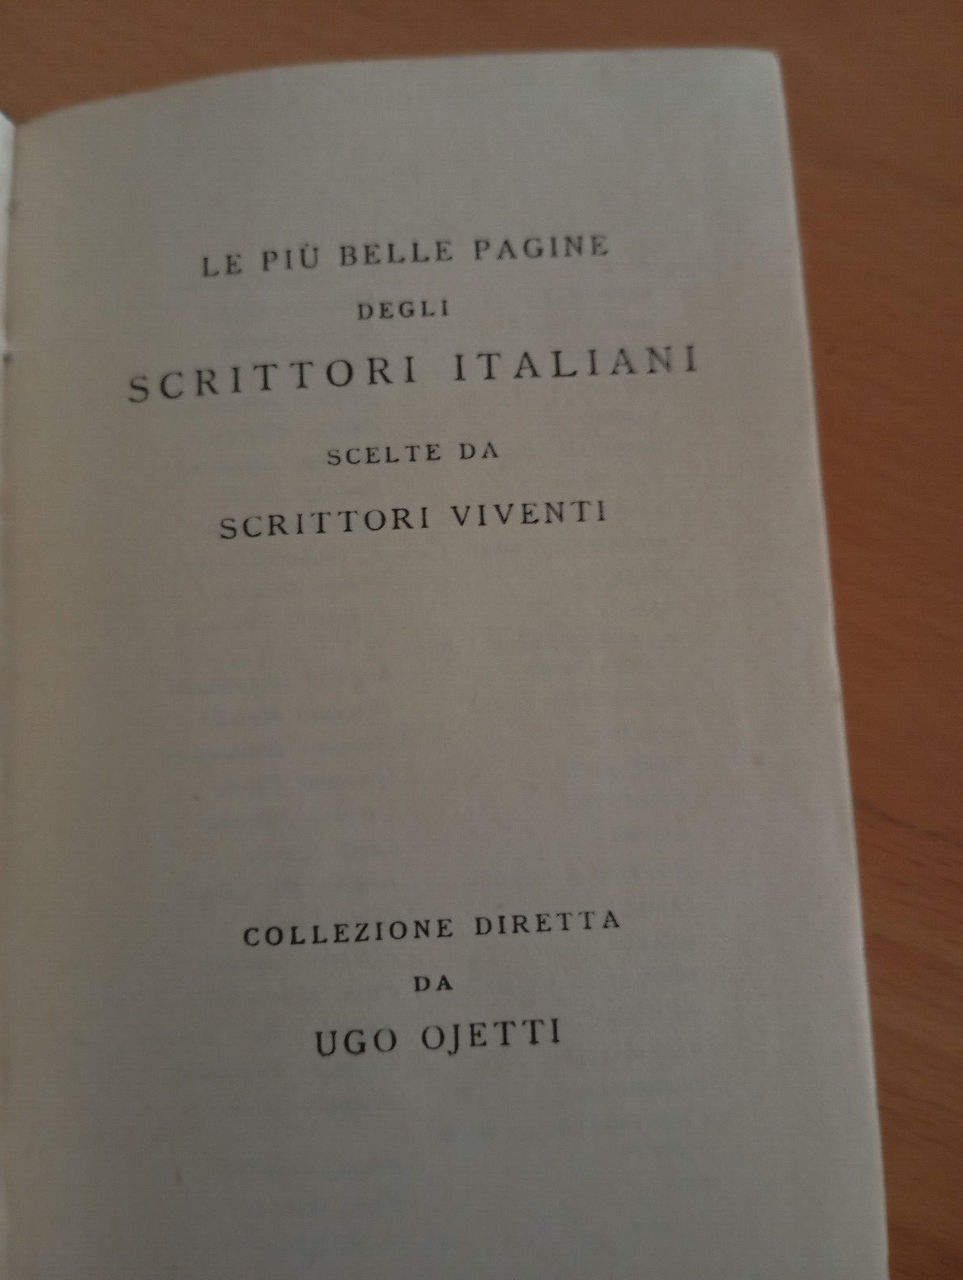 LE PIÙ BELLE PAGINE
DEGLI
SCRITTORI ITALIANI
SCELTE DA
SCRITTORI VIVENTI
COLLEZIONE DIRETTA
DA
UGO OJETTI